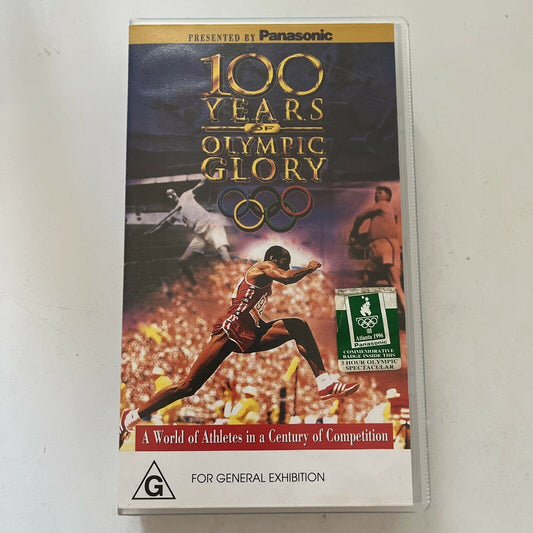 PRESENTED BY Panasonic
100
YEARS
OF
OLYMPIC
GLORY
Atlanta 1996
Panasonic
COMMEMORATIVE
BADGE INSIDE THIS
3 HOUR OLYMPIC
SPECTACULAR
A World of Athletes in a Century of Competition
G
FOR GENERAL EXHIBITION